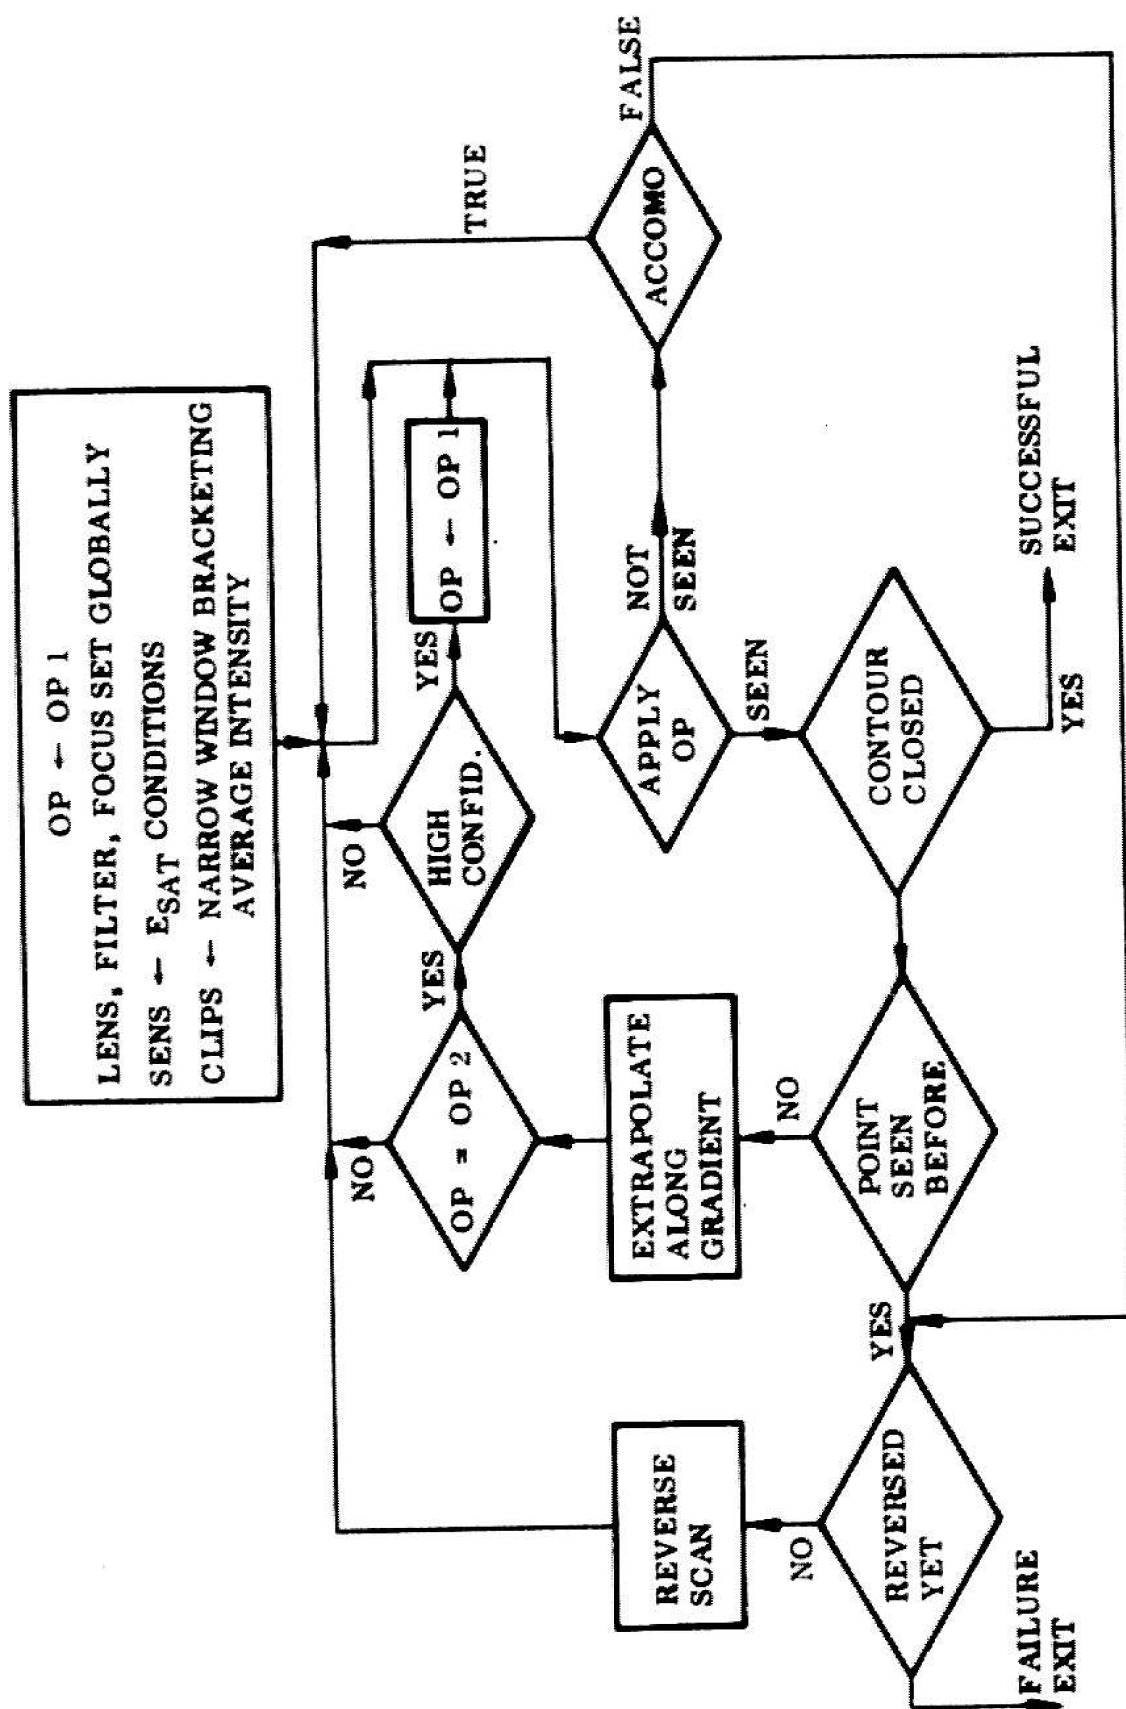 OP ← OP 1
LENS, FILTER, FOCUS SET GLOBALLY
SENS ← E_SAT CONDITIONS
CLIPS ← NARROW WINDOW BRACKETING
AVERAGE INTENSITY
NO
NO
OP = OP 2
YES
HIGH
CONFID.
YES
OP ← OP 1
TRUE
REVERSE
SCAN
EXTRAPOLATE
ALONG
GRADIENT
APPLY
OP
NOT
SEEN
ACCOMO
FALSE
SEEN
NO
NO
REVERSED
YET
YES
POINT
SEEN
BEFORE
CONTOUR
CLOSED
YES
SUCCESSFUL
EXIT
FAILURE
EXIT